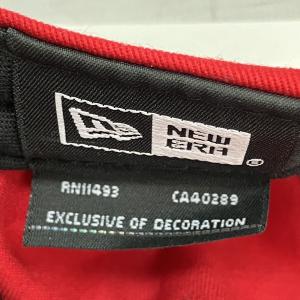 NEW
ERA
®
RN11493 CA40289
EXCLUSIVE OF DECORATION